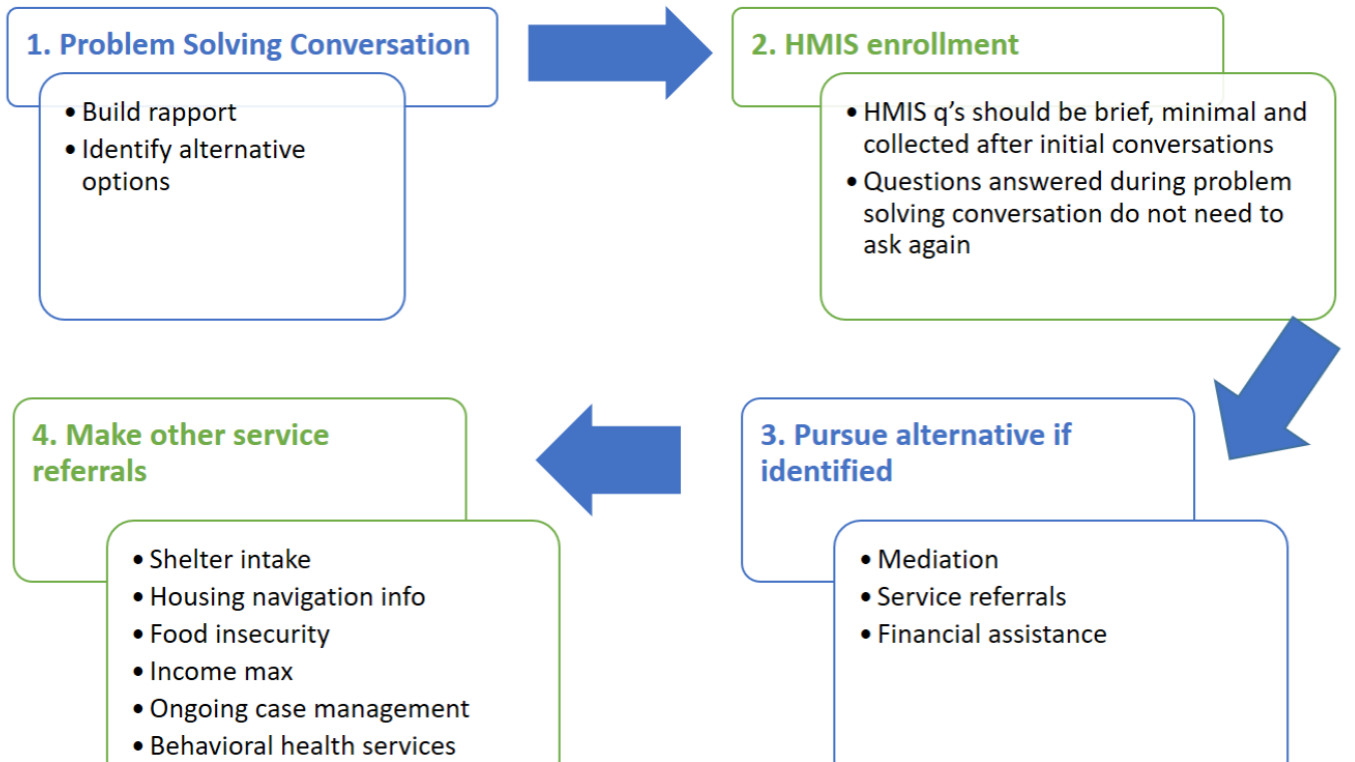 1. Problem Solving Conversation
• Build rapport
• Identify alternative
options
2. HMIS enrollment
• HMIS q's should be brief, minimal and
collected after initial conversations
• Questions answered during problem
solving conversation do not need to
ask again
3. Pursue alternative if
identified
• Mediation
• Service referrals
• Financial assistance
4. Make other service
referrals
• Shelter intake
• Housing navigation info
• Food insecurity
• Income max
• Ongoing case management
• Behavioral health services